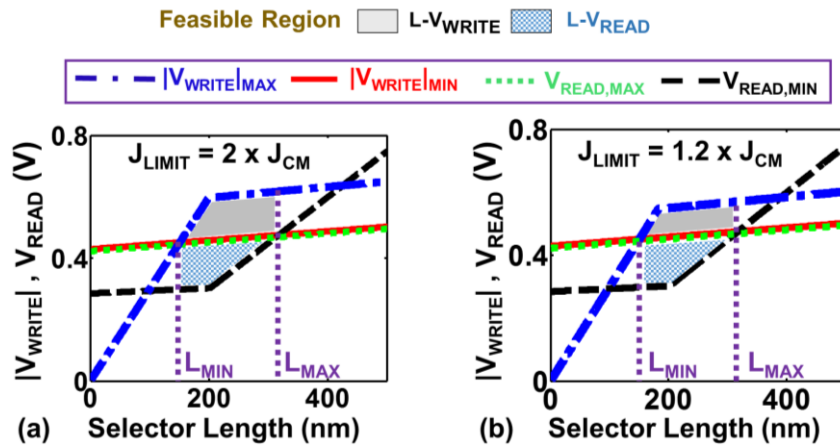 Feasible Region L-VWRITE L-VREAD
|VWRITE|MAX |VWRITE|MIN VREAD,MAX VREAD,MIN
|VWRITE| , VREAD (V)
0.8
0.4
0
JLIMIT = 2 x JCM
LMIN LMAX
0 200 400
(a) Selector Length (nm)
|VWRITE| , VREAD (V)
0.8
0.4
0
JLIMIT = 1.2 x JCM
LMIN LMAX
0 200 400
(b) Selector Length (nm)